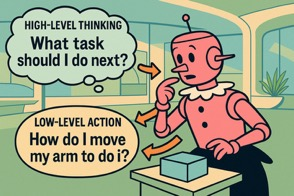 HIGH-LEVEL THINKING
What task
should I do next?
LOW-LEVEL ACTION
How do I move
my arm to do i?